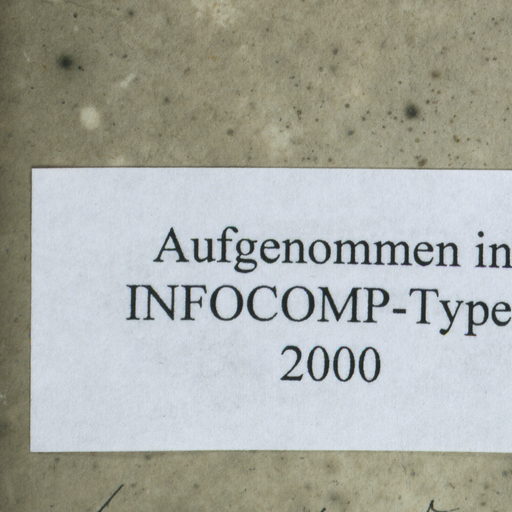 Aufgenommen in
INFOCOMP-Type
2000